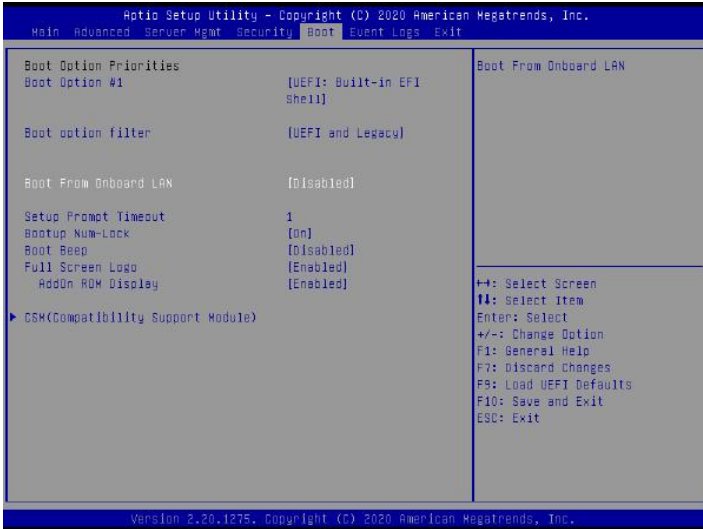 Aptio Setup Utility - Copyright (C) 2020 American Megatrends, Inc.
Main Advanced Server Mgmt Security Boot Event Logs Exit
Boot Option Priorities
Boot Option #1 [UEFI: Built-in EFI Shell]
Boot option filter [UEFI and Legacy]
Boot From Onboard LAN [Disabled]
Setup Prompt Timeout 1
Bootup Num-Lock [On]
Boot Beep [Disabled]
Full Screen Logo [Enabled]
AddOn ROM Display [Enabled]
CSM(Compatibility Support Module)
Boot From Onboard LAN
→←: Select Screen
↑↓: Select Item
Enter: Select
+/-: Change Option
F1: General Help
F7: Discard Changes
F9: Load UEFI Defaults
F10: Save and Exit
ESC: Exit
Version 2.20.1275. Copyright (C) 2020 American Megatrends, Inc.